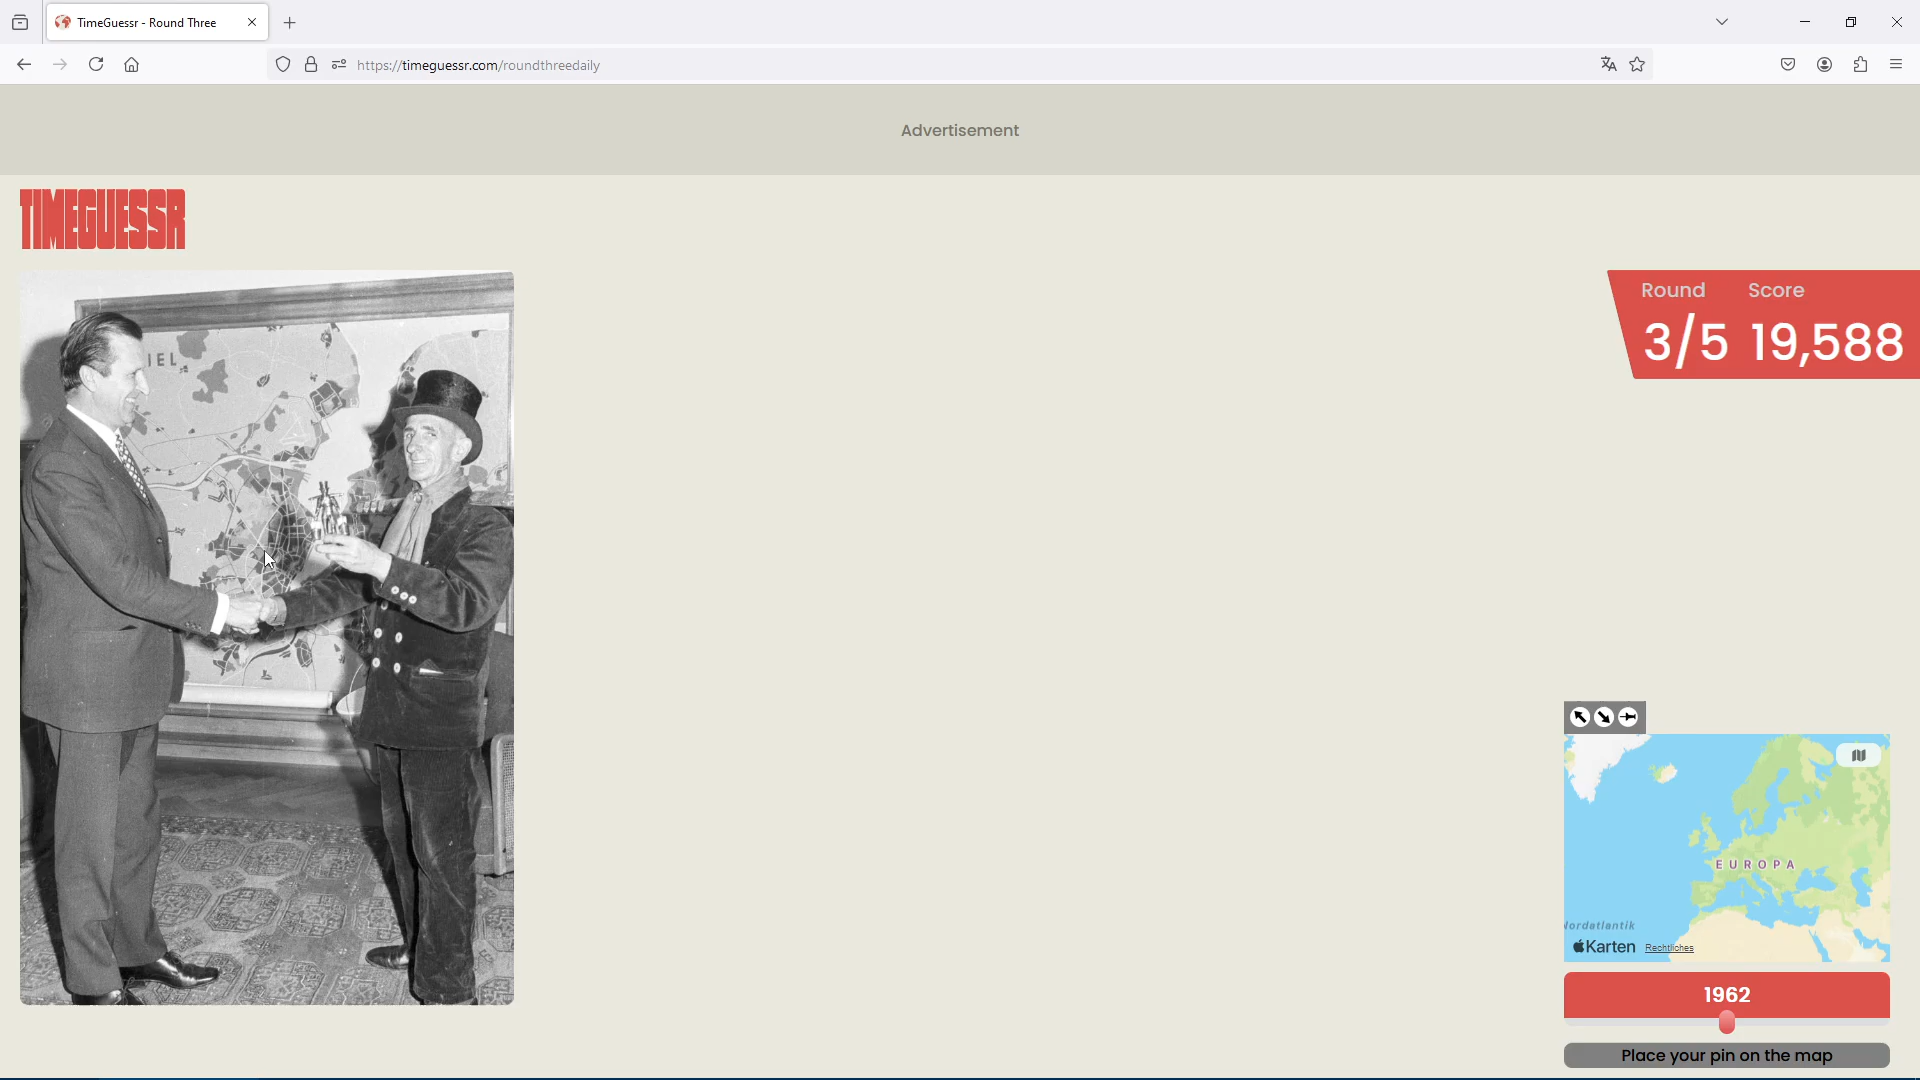 TimeGuessr - Round Three
https://timeguessr.com/roundthreedaily
Advertisement
TIMEGUESSR
IEL
Round Score
3/5 19,588
EUROPA
Nordatlantik
Karten Rechtliches
1962
Place your pin on the map